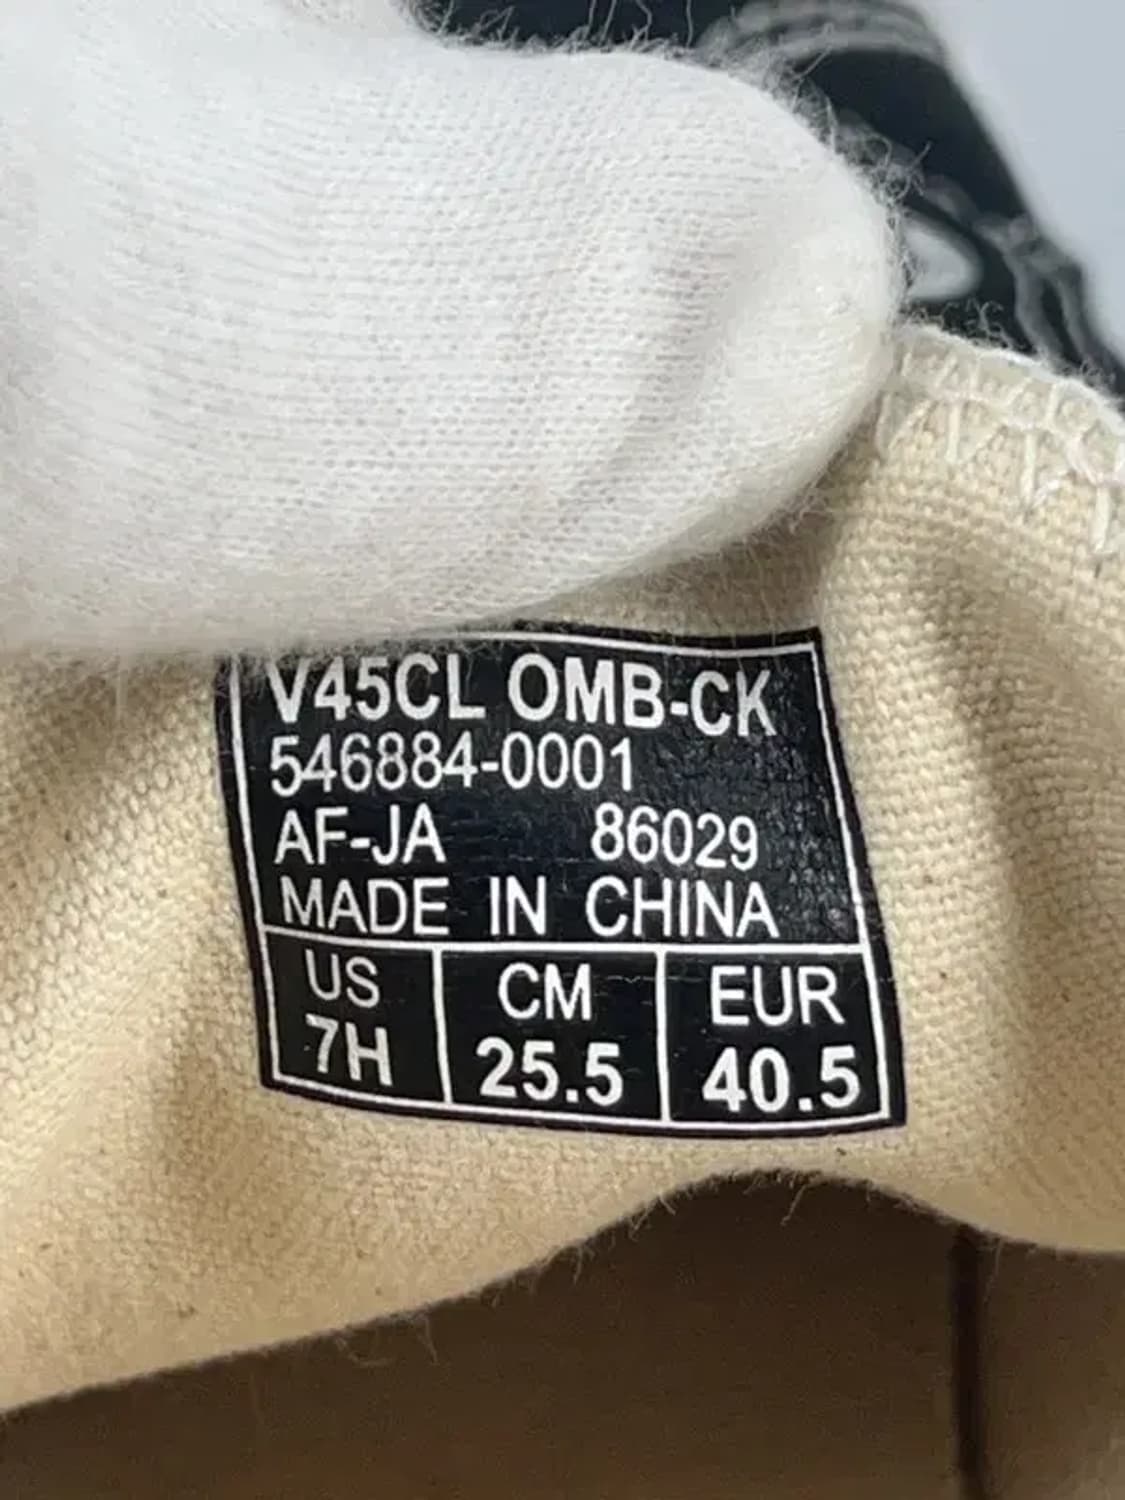 V45CL OMB-CK
546884-0001
AF-JA 86029
MADE IN CHINA
US CM EUR
7H 25.5 40.5